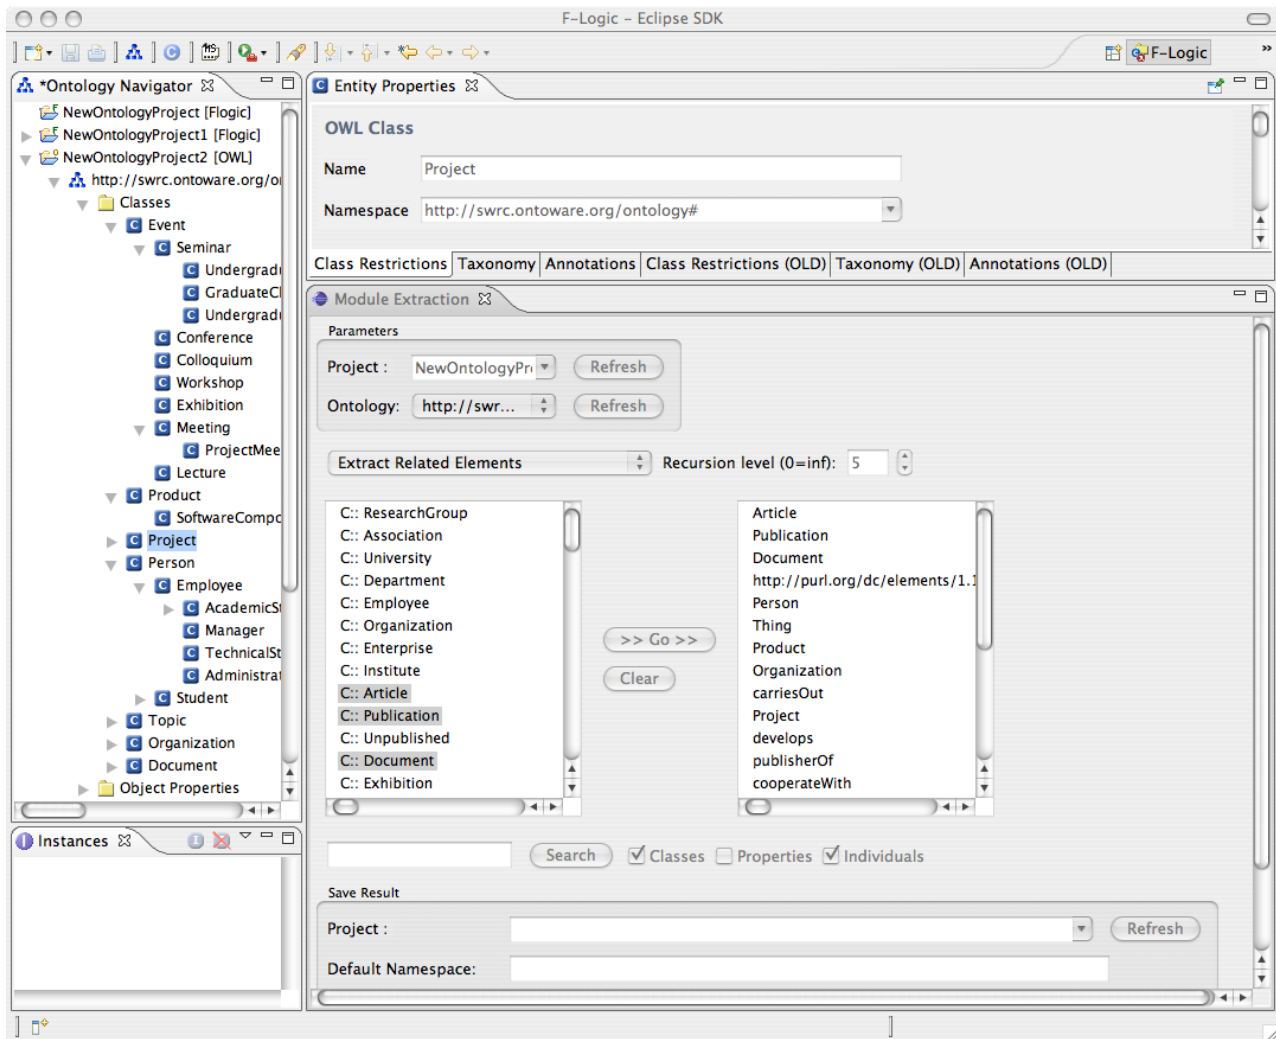 F-Logic - Eclipse SDK
F-Logic
*Ontology Navigator
NewOntologyProject [Flogic]
NewOntologyProject1 [Flogic]
NewOntologyProject2 [OWL]
http://swrc.ontoware.org/o
Classes
Event
Seminar
Undergrad
GraduateCl
Undergrad
Conference
Colloquium
Workshop
Exhibition
Meeting
ProjectMee
Lecture
Product
SoftwareCompo
Project
Person
Employee
AcademicSt
Manager
TechnicalSt
Administrat
Student
Topic
Organization
Document
Object Properties
Instances
Entity Properties
OWL Class
Name Project
Namespace http://swrc.ontoware.org/ontology#
Class Restrictions Taxonomy Annotations Class Restrictions (OLD) Taxonomy (OLD) Annotations (OLD)
Module Extraction
Parameters
Project : NewOntologyPr Refresh
Ontology: http://swr... Refresh
Extract Related Elements Recursion level (0=inf): 5
C:: ResearchGroup
C:: Association
C:: University
C:: Department
C:: Employee
C:: Organization
C:: Enterprise
C:: Institute
C:: Article
C:: Publication
C:: Unpublished
C:: Document
C:: Exhibition
>> Go >>
Clear
Article
Publication
Document
http://purl.org/dc/elements/1.1
Person
Thing
Product
Organization
carriesOut
Project
develops
publisherOf
cooperateWith
Search Classes Properties Individuals
Save Result
Project : Refresh
Default Namespace: